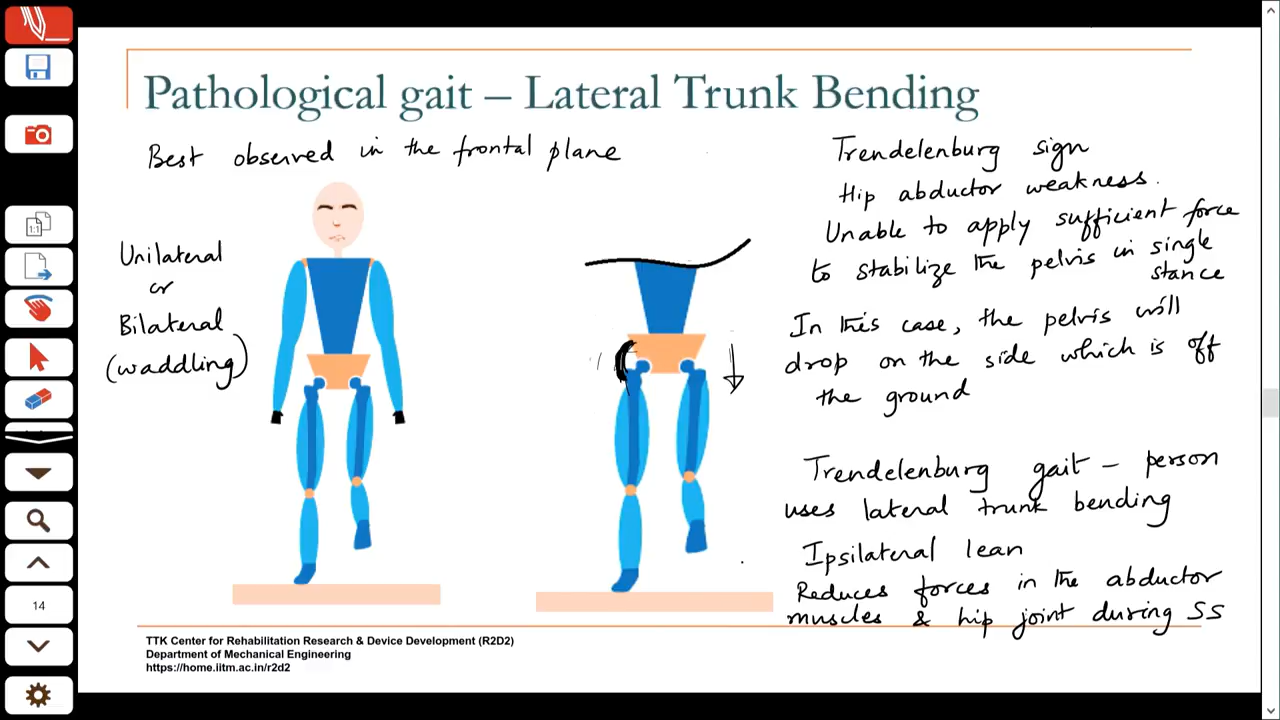 Pathological gait – Lateral Trunk Bending
Best observed in the frontal plane
Unilateral
or
Bilateral
(waddling)
Trendelenburg sign
Hip abductor weakness.
Unable to apply sufficient force
to stabilize the pelvis in single
stance
In this case, the pelvis will
drop on the side which is off
the ground
Trendelenburg gait – person
uses lateral trunk bending
Ipsilateral lean
Reduces forces in the abductor
muscles & hip joint during SS
TTK Center for Rehabilitation Research & Device Development (R2D2)
Department of Mechanical Engineering
https://home.iitm.ac.in/r2d2
1:1
14